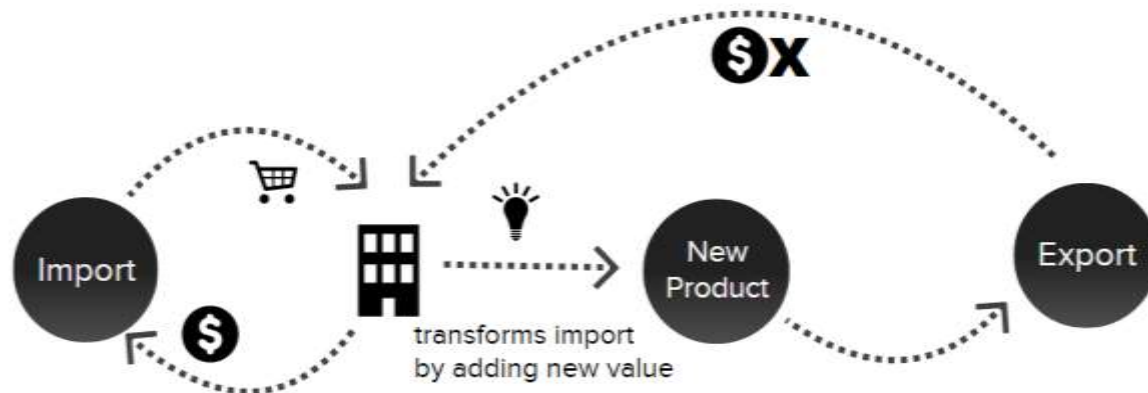 $X
Import
New
Product
Export
$
transforms import
by adding new value